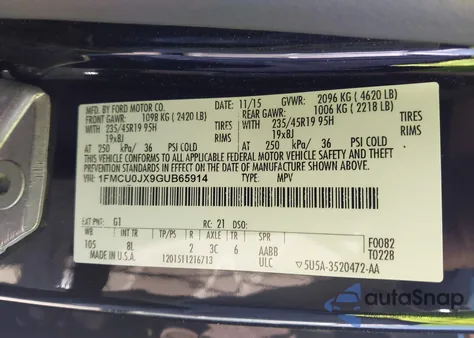 MFD. BY FORD MOTOR CO.
11/15 GVWR: 2096 KG ( 4620 LB)
FRONT GAWR: 1098 KG ( 2420 LB) REAR GAWR: 1006 KG ( 2218 LB)
WITH 235/45R19 95H TIRES WITH 235/45R19 95H TIRES
19x8J RIMS 19x8J RIMS
AT 250 kPa/ 36 PSI COLD AT 250 kPa/ 36 PSI COLD
THIS VEHICLE CONFORMS TO ALL APPLICABLE FEDERAL MOTOR VEHICLE SAFETY AND THEFT
PREVENTION STANDARDS IN EFFECT ON THE DATE OF MANUFACTURE SHOWN ABOVE.
VIN: 1FMCU0JX9GUB65914
TYPE: MPV
EXT PNT: G1 RC: 21 DSO:
WB INT TR TP/PS R AXLE TR SPR F0082
105 8L 2 3C 6 AABB T0228
1201511216713 ULC ▽5U5A-3520472-AA
autoSnap